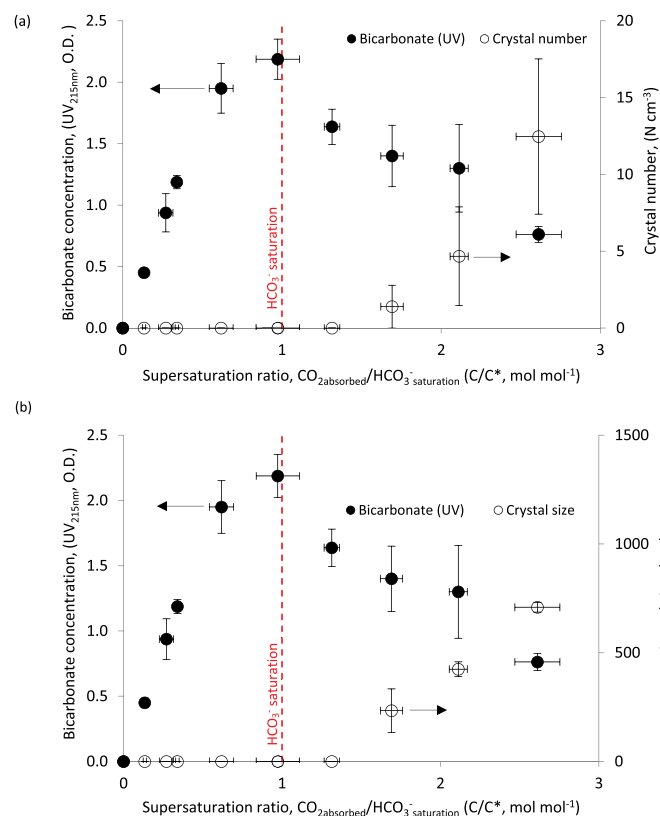 (a)
Bicarbonate concentration, (UV₂₁₅ₙₘ, O.D.)
2.5
2.0
1.5
1.0
0.5
0.0
Bicarbonate (UV)
Crystal number
HCO₃⁻ saturation
20
15
10
5
0
Crystal number, (N cm⁻³)
0
1
2
3
Supersaturation ratio, CO₂absorbed/HCO₃⁻saturation (C/C*, mol mol⁻¹)
(b)
Bicarbonate concentration, (UV₂₁₅ₙₘ, O.D.)
2.5
2.0
1.5
1.0
0.5
0.0
Bicarbonate (UV)
Crystal size
HCO₃⁻ saturation
1500
1000
500
0
0
1
2
3
Supersaturation ratio, CO₂absorbed/HCO₃⁻saturation (C/C*, mol mol⁻¹)